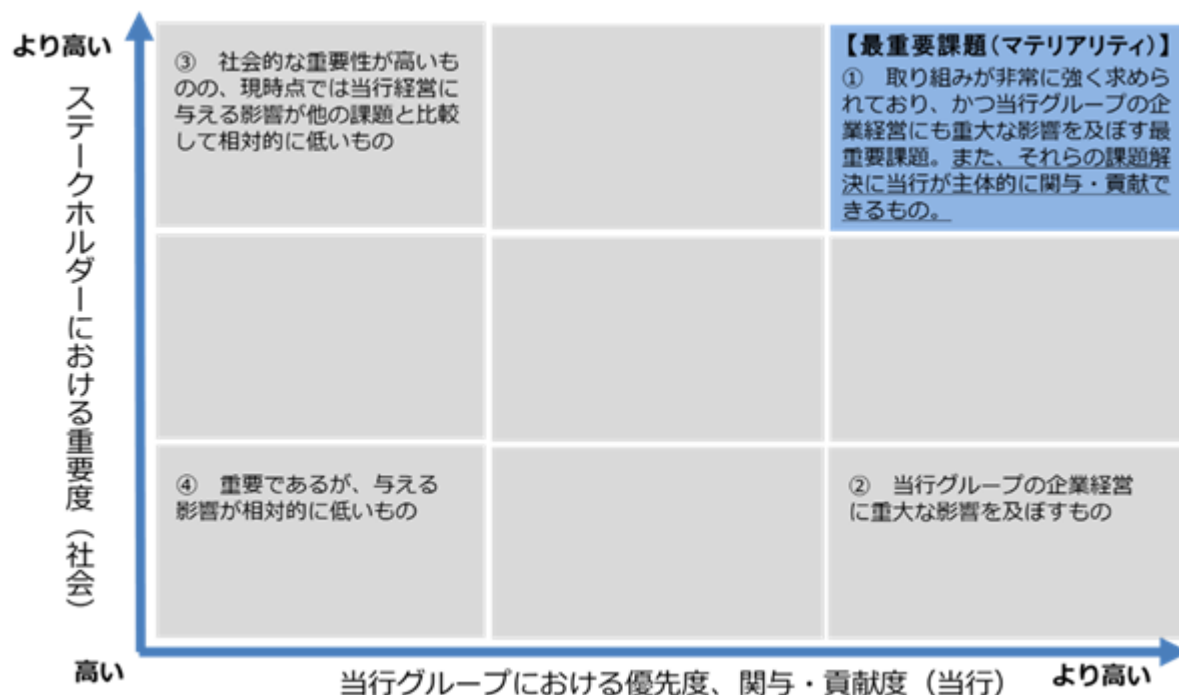 より高い
ステークホルダーにおける重要度（社会）
③　社会的な重要性が高いも
のの、現時点では当行経営に
与える影響が他の課題と比較
して相対的に低いもの
【最重要課題（マテリアリティ）】
①　取り組みが非常に強く求めら
れており、かつ当行グループの企
業経営にも重大な影響を及ぼす最
重要課題。また、それらの課題解
決に当行が主体的に関与・貢献で
きるもの。
④　重要であるが、与える
影響が相対的に低いもの
②　当行グループの企業経営
に重大な影響を及ぼすもの
高い
当行グループにおける優先度、関与・貢献度（当行）
より高い